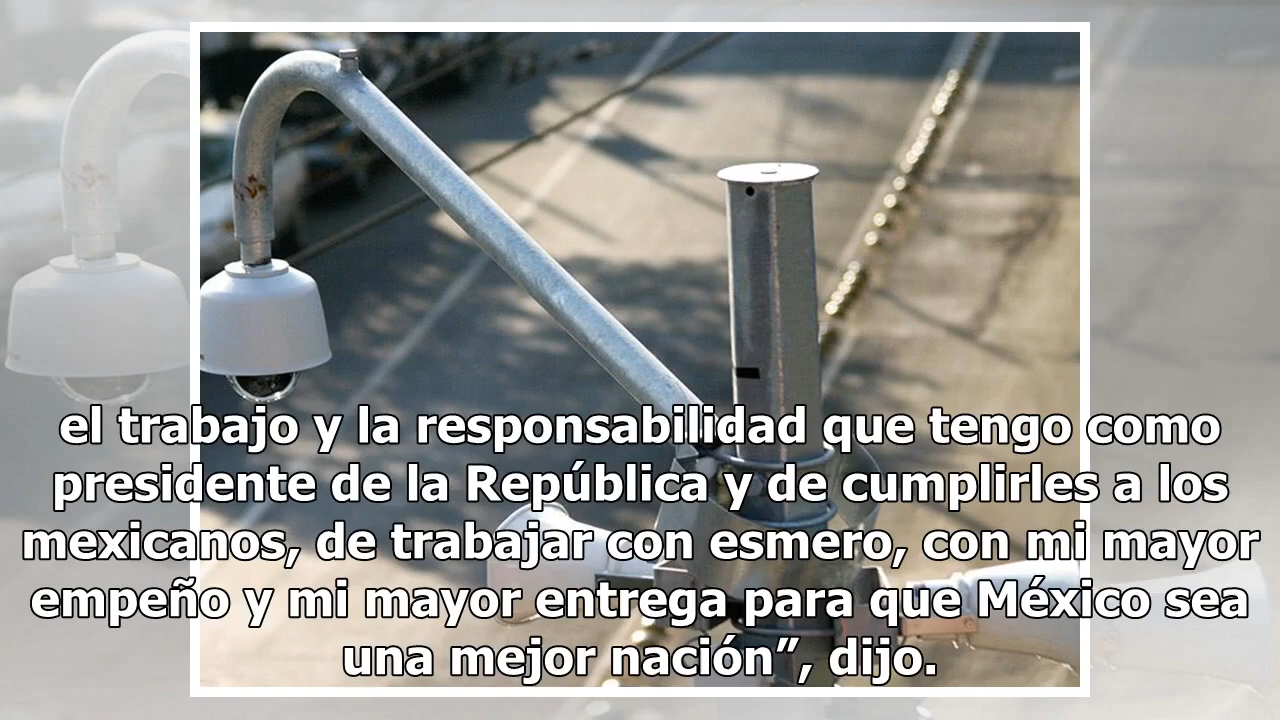 el trabajo y la responsabilidad que tengo como
presidente de la República y de cumplirles a los
mexicanos, de trabajar con esmero, con mi mayor
empeño y mi mayor entrega para que México sea
una mejor nación”, dijo.